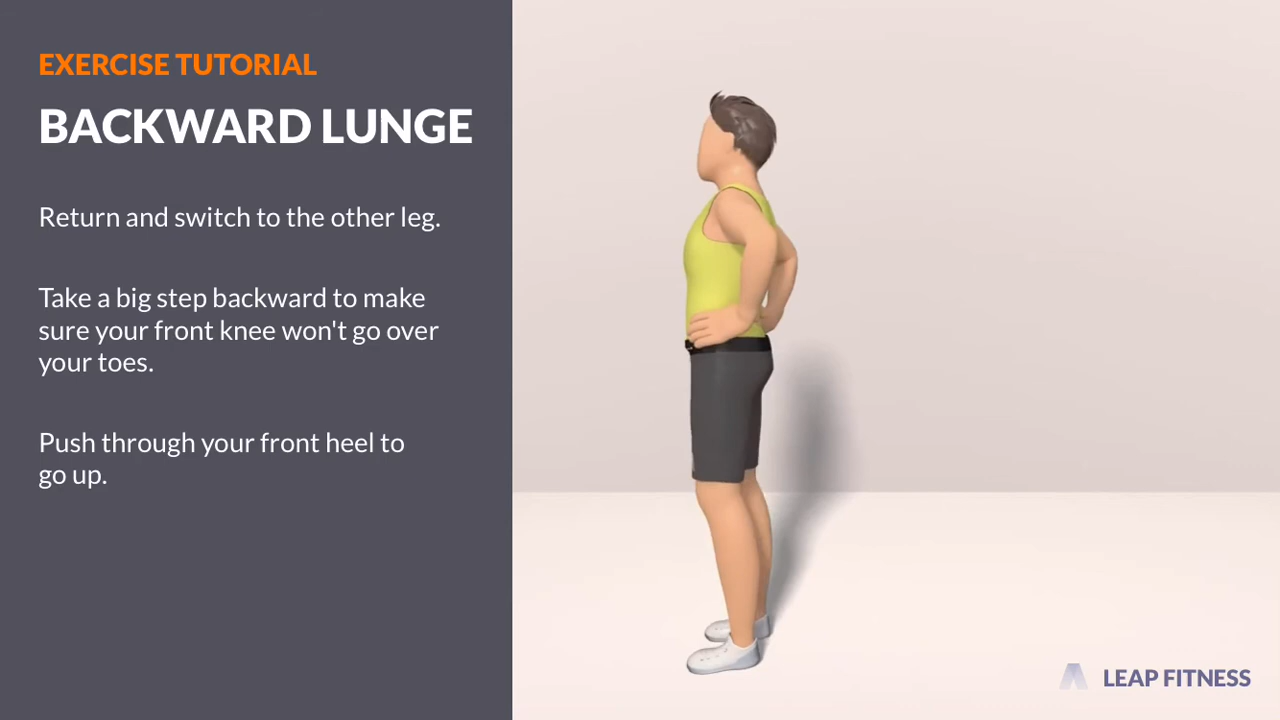 EXERCISE TUTORIAL
BACKWARD LUNGE
Return and switch to the other leg.
Take a big step backward to make
sure your front knee won't go over
your toes.
Push through your front heel to
go up.
LEAP FITNESS